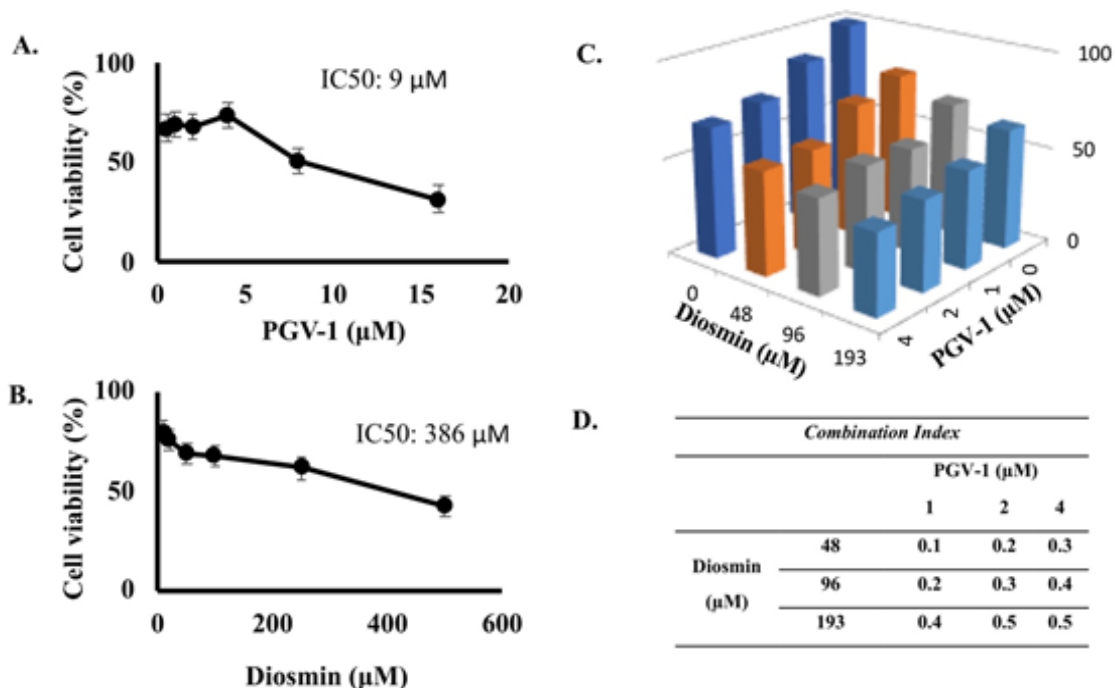 A.
100
50
0
Cell viability (%)
IC50: 9 µM
0 5 10 15 20
PGV-1 (µM)
B.
100
50
0
Cell viability (%)
IC50: 386 µM
0 200 400 600
Diosmin (µM)
C.
100
50
0
0 48 96 193
Diosmin (µM)
4 2 1 0
PGV-1 (µM)
D.
Combination Index
PGV-1 (µM)
1 2 4
Diosmin (µM)
48 0.1 0.2 0.3
96 0.2 0.3 0.4
193 0.4 0.5 0.5